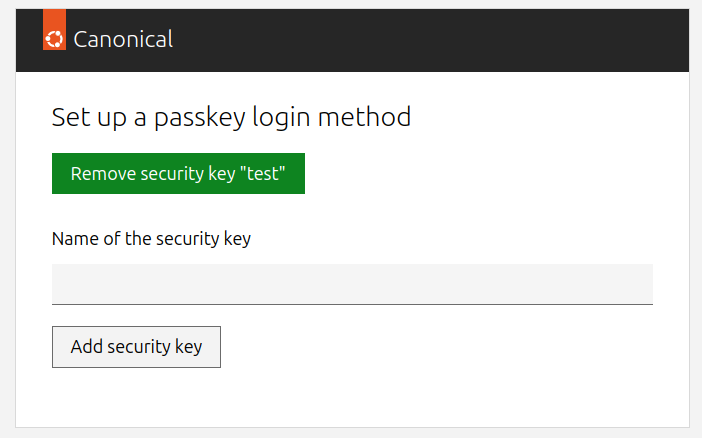 Canonical
Set up a passkey login method
Remove security key "test"
Name of the security key
Add security key